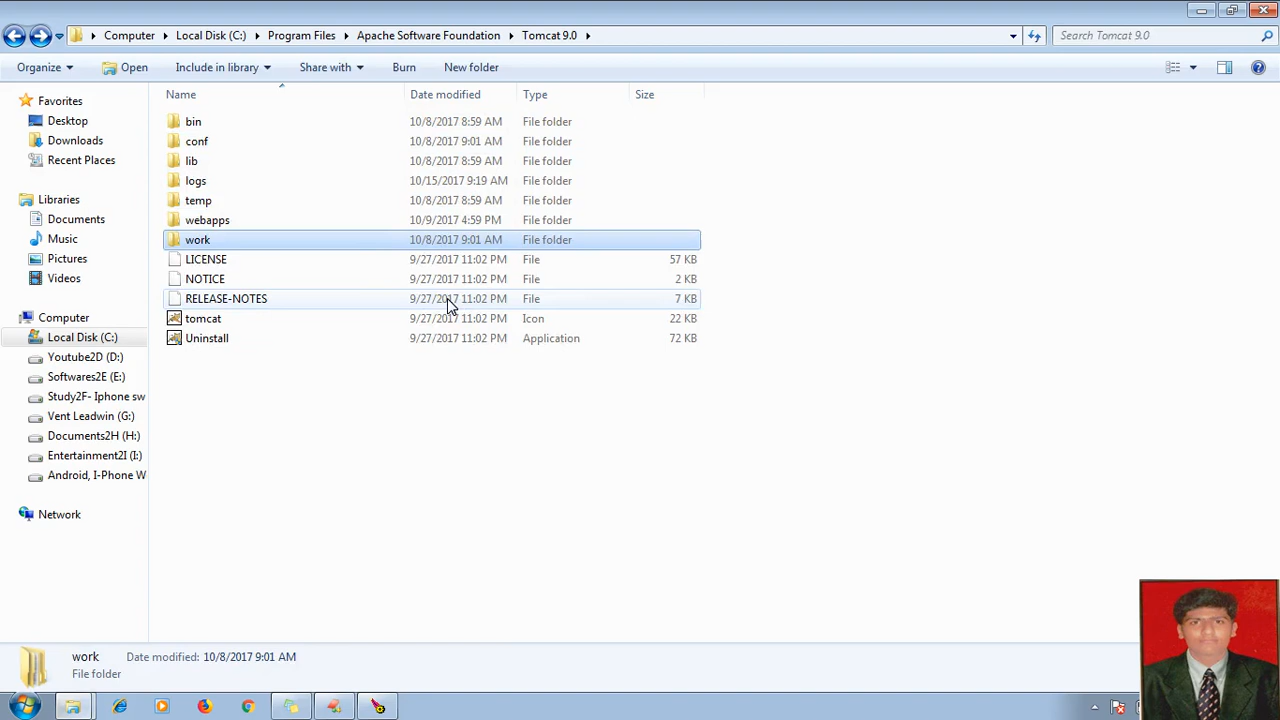 Computer Local Disk (C:) Program Files Apache Software Foundation Tomcat 9.0 Search Tomcat 9.0
Organize Open Include in library Share with Burn New folder
Name Date modified Type Size
Favorites
Desktop
Downloads
Recent Places
Libraries
Documents
Music
Pictures
Videos
Computer
Local Disk (C:)
Youtube2D (D:)
Softwares2E (E:)
Study2F- Iphone sw
Vent Leadwin (G:)
Documents2H (H:)
Entertainment2I (I:)
Android, I-Phone W
Network
bin 10/8/2017 8:59 AM File folder
conf 10/8/2017 9:01 AM File folder
lib 10/8/2017 8:59 AM File folder
logs 10/15/2017 9:19 AM File folder
temp 10/8/2017 8:59 AM File folder
webapps 10/9/2017 4:59 PM File folder
work 10/8/2017 9:01 AM File folder
LICENSE 9/27/2017 11:02 PM File 57 KB
NOTICE 9/27/2017 11:02 PM File 2 KB
RELEASE-NOTES 9/27/2017 11:02 PM File 7 KB
tomcat 9/27/2017 11:02 PM Icon 22 KB
Uninstall 9/27/2017 11:02 PM Application 72 KB
work Date modified: 10/8/2017 9:01 AM
File folder